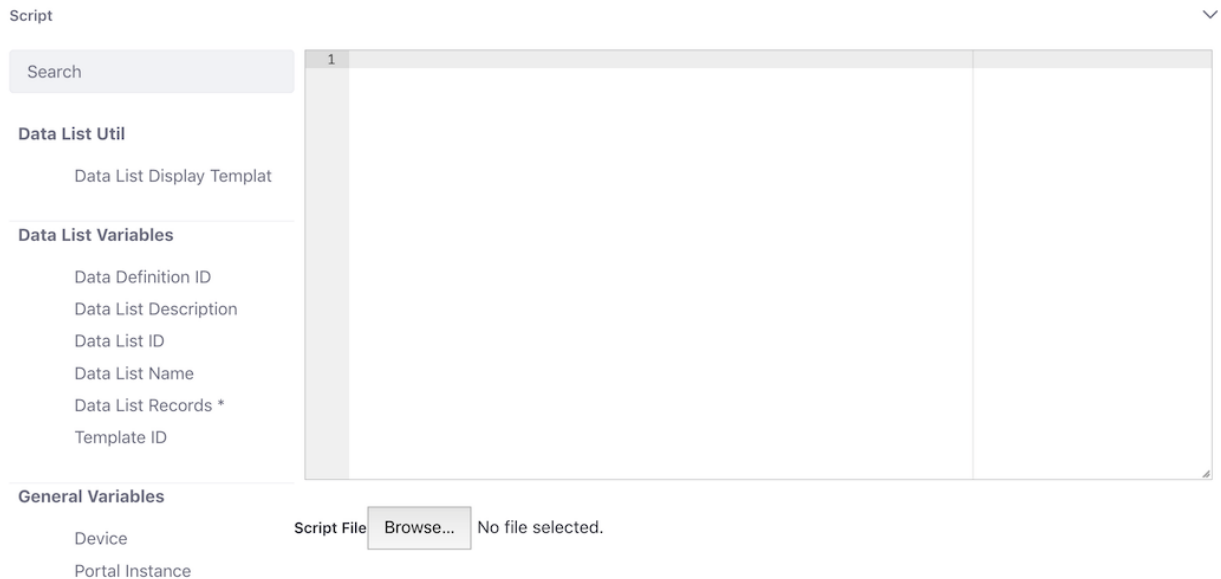 Script
Search
Data List Util
Data List Display Templat
Data List Variables
Data Definition ID
Data List Description
Data List ID
Data List Name
Data List Records *
Template ID
General Variables
Device
Portal Instance
1
Script File Browse... No file selected.